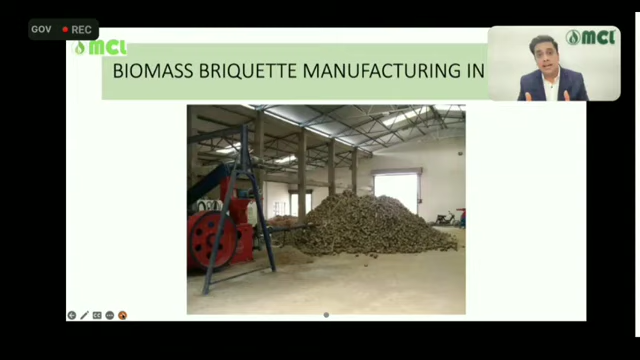 GOV
REC
MCL
MCL
BIOMASS BRIQUETTE MANUFACTURING IN